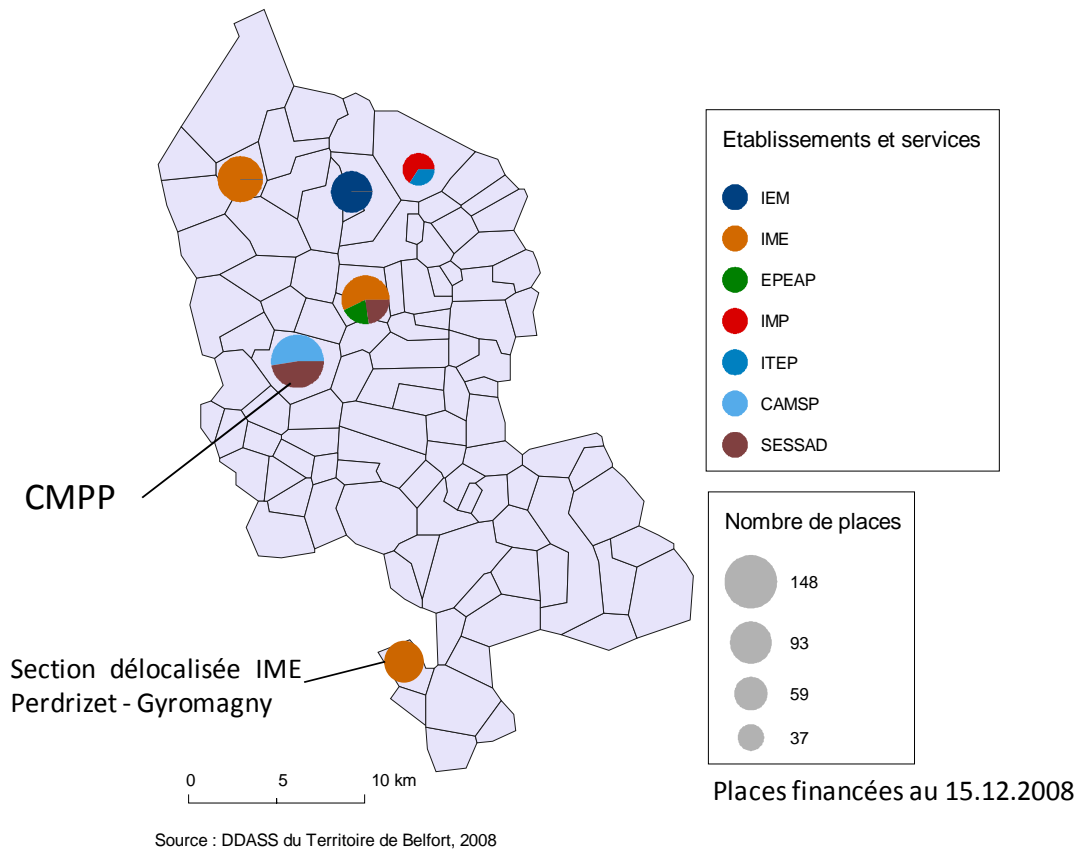 Etablissements et services
IEM
IME
EPEAP
IMP
ITEP
CAMSP
SESSAD
CMPP
Nombre de places
148
93
59
37
Section délocalisée IME
Perdrizet - Gyromagny
0 5 10 km
Places financées au 15.12.2008
Source : DDASS du Territoire de Belfort, 2008